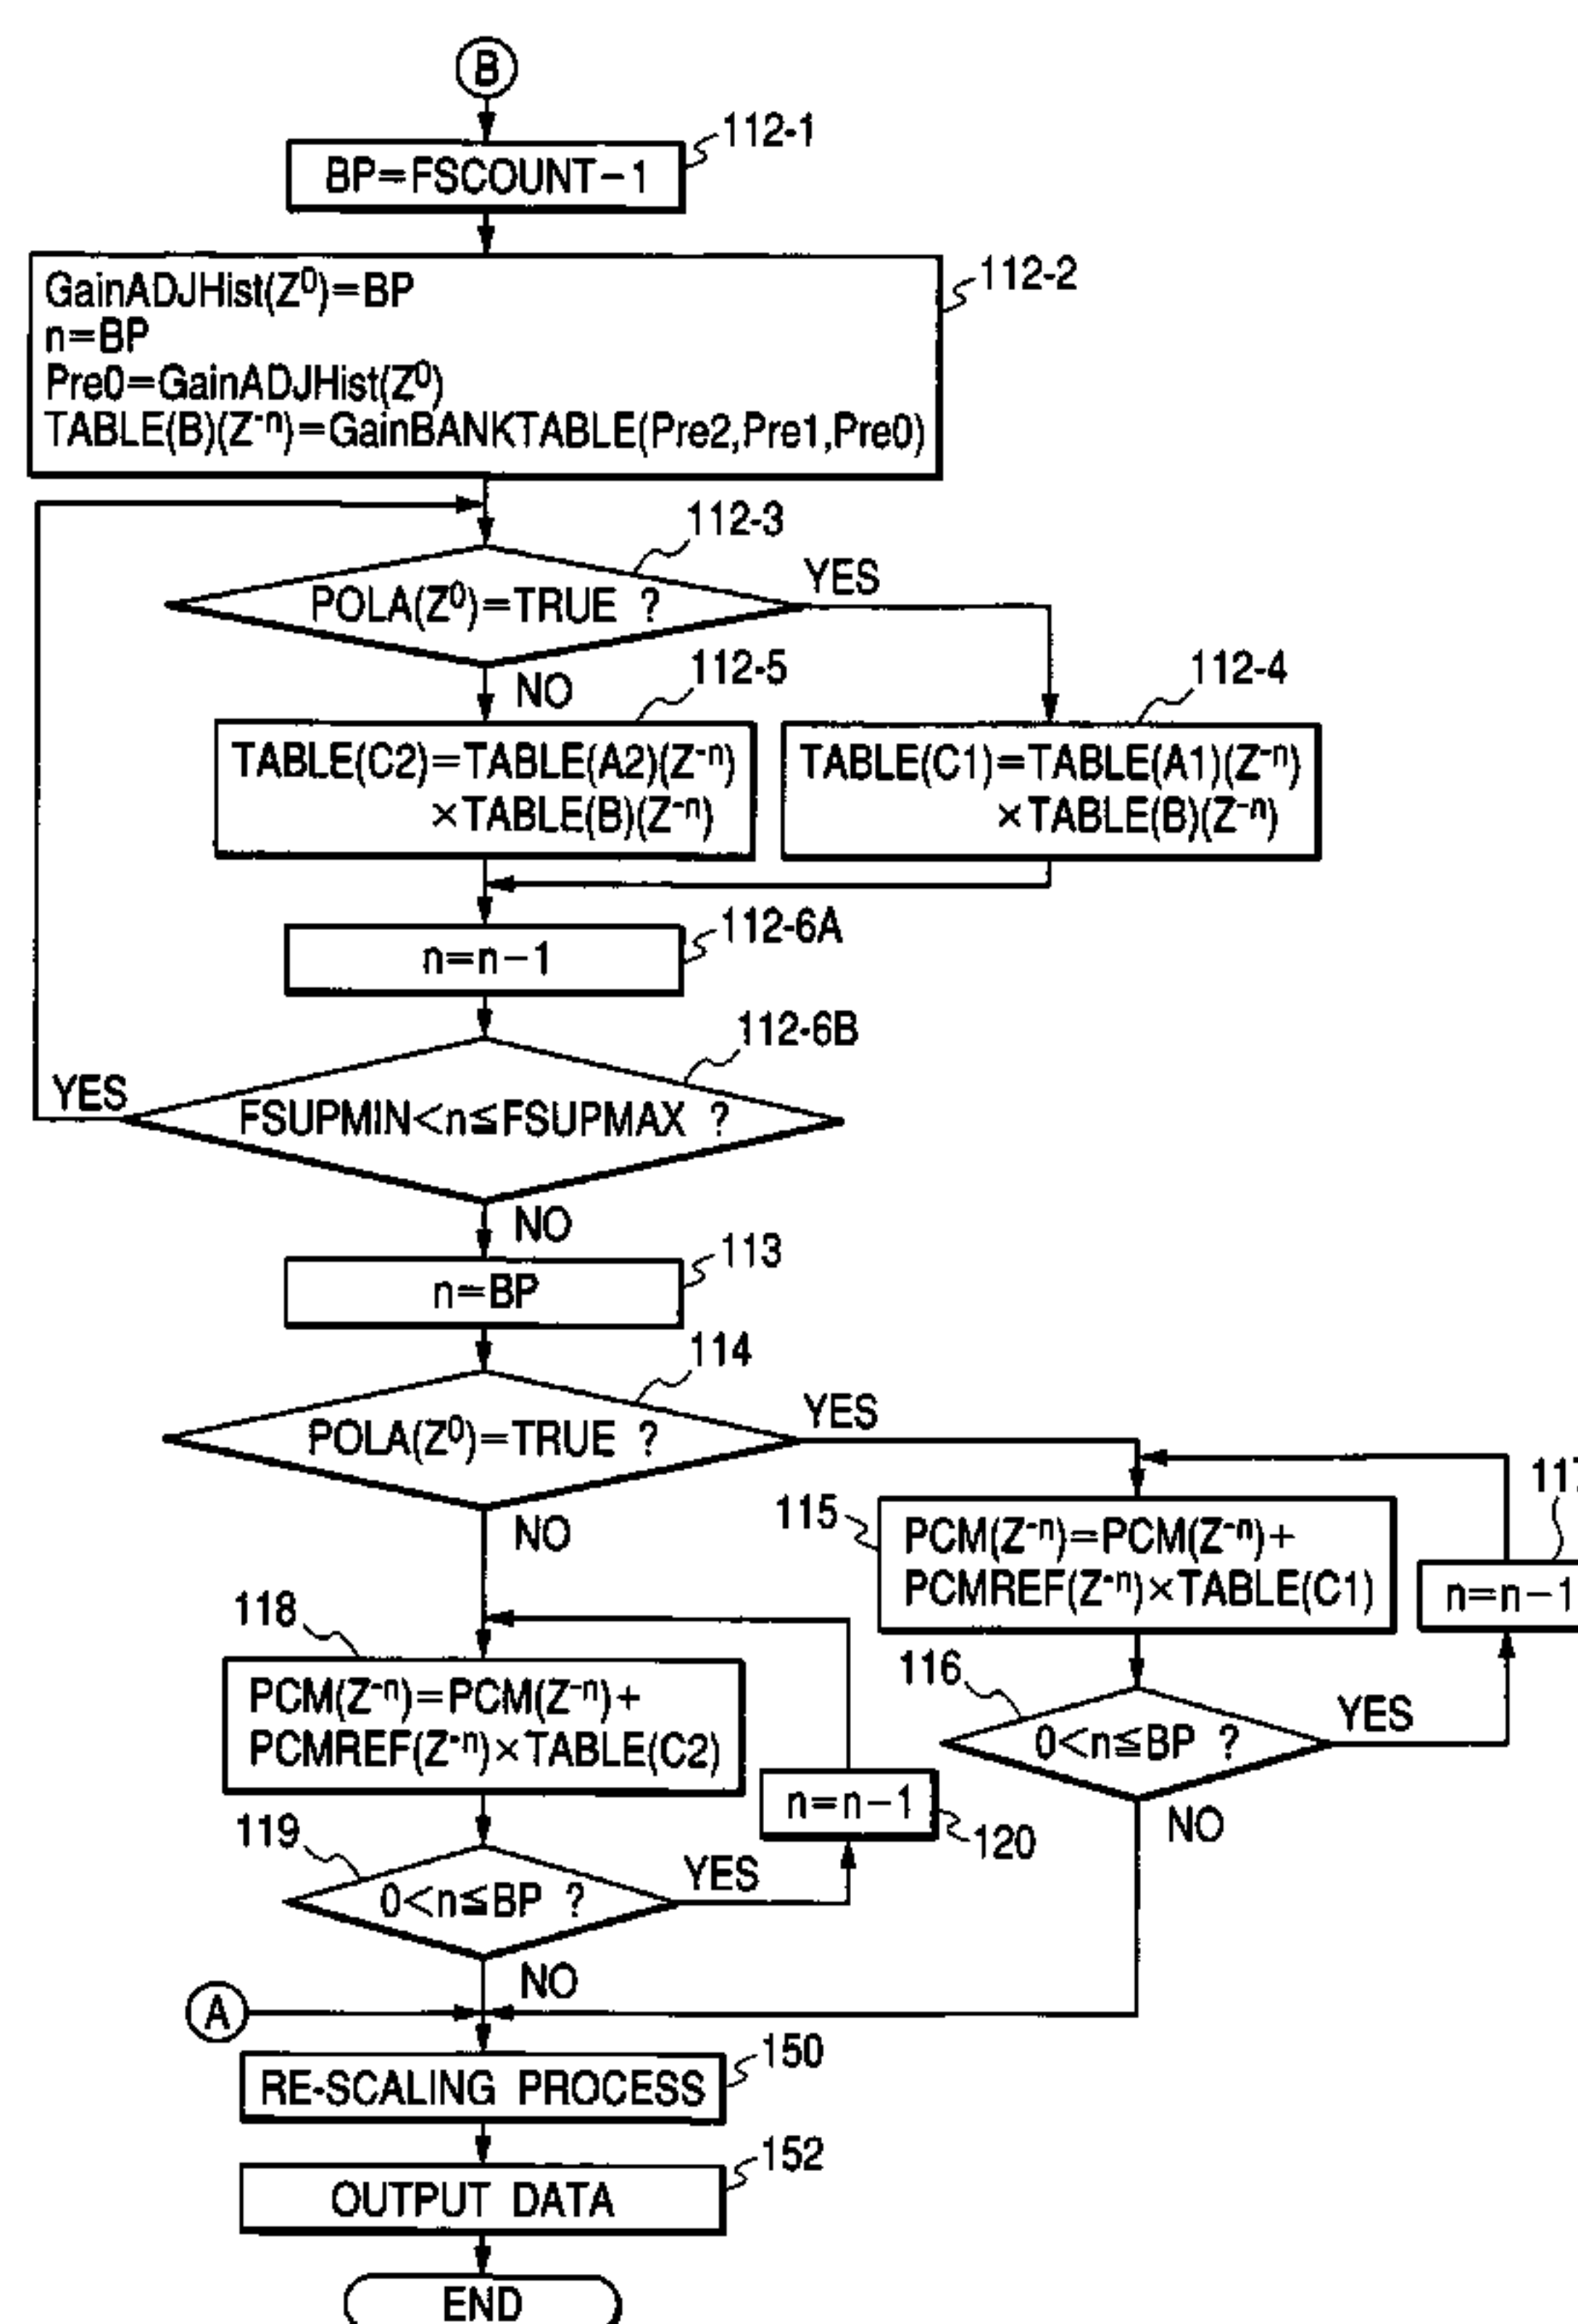 B
112-1
BP=FSCOUNT-1
112-2
GainADJHist(Z⁰)=BP
n=BP
Pre0=GainADJHist(Z⁰)
TABLE(B)(Z⁻ⁿ)=GainBANKTABLE(Pre2,Pre1,Pre0)
112-3
POLA(Z⁰)=TRUE ?
YES
NO
112-5
112-4
TABLE(C2)=TABLE(A2)(Z⁻ⁿ)
×TABLE(B)(Z⁻ⁿ)
TABLE(C1)=TABLE(A1)(Z⁻ⁿ)
×TABLE(B)(Z⁻ⁿ)
112-6A
n=n-1
112-6B
YES
FSUPMIN<n≦FSUPMAX ?
NO
113
n=BP
114
POLA(Z⁰)=TRUE ?
YES
NO
115
PCM(Z⁻ⁿ)=PCM(Z⁻ⁿ)+
PCMREF(Z⁻ⁿ)×TABLE(C1)
117
n=n-1
116
0<n≦BP ?
YES
NO
118
PCM(Z⁻ⁿ)=PCM(Z⁻ⁿ)+
PCMREF(Z⁻ⁿ)×TABLE(C2)
n=n-1
120
119
0<n≦BP ?
YES
NO
A
150
RE-SCALING PROCESS
152
OUTPUT DATA
END